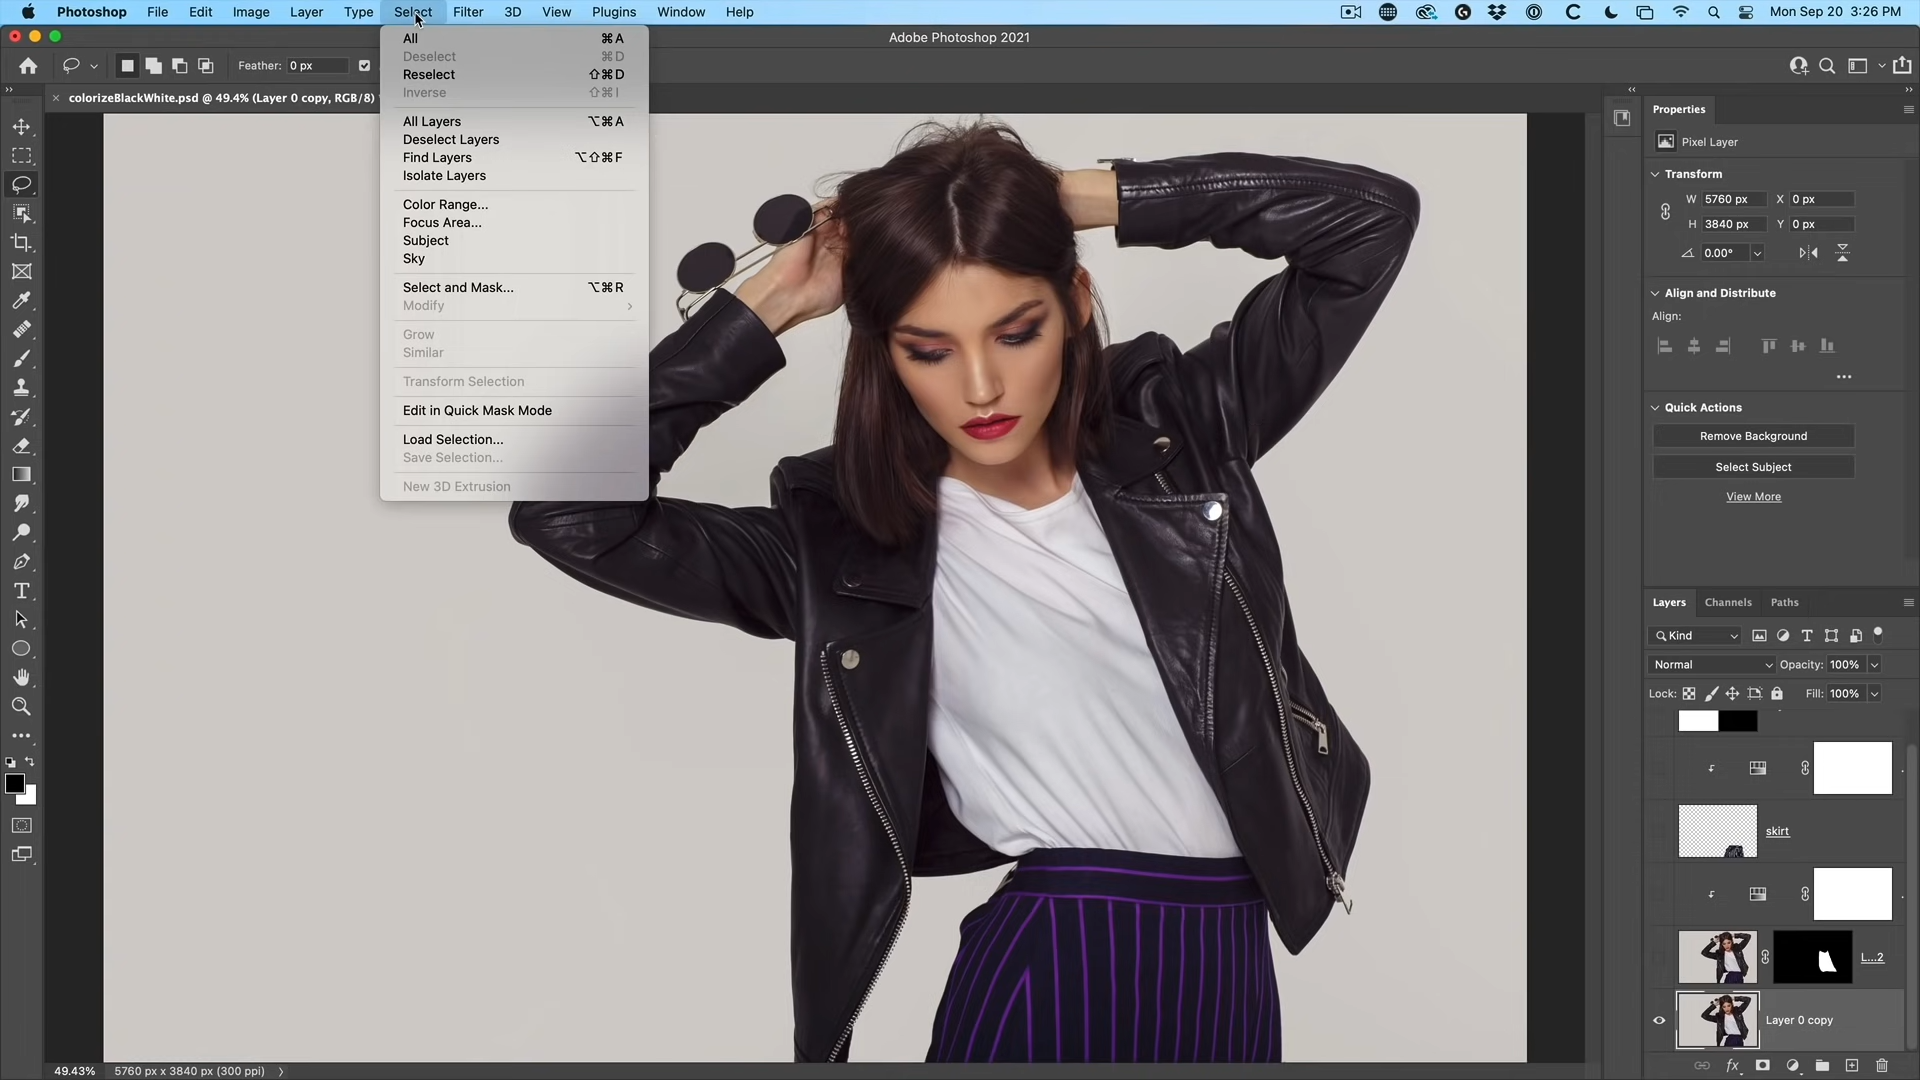 Photoshop File Edit Image Layer Type Select Filter 3D View Plugins Window Help Mon Sep 20 3:26 PM
Adobe Photoshop 2021
Feather: 0 px
colorizeBlackWhite.psd @ 49.4% (Layer 0 copy, RGB/8)
All ⌘A
Deselect ⌘D
Reselect ⇧⌘D
Inverse ⇧⌘I
All Layers ⌥⌘A
Deselect Layers
Find Layers ⌥⇧⌘F
Isolate Layers
Color Range...
Focus Area...
Subject
Sky
Select and Mask... ⌥⌘R
Modify
Grow
Similar
Transform Selection
Edit in Quick Mask Mode
Load Selection...
Save Selection...
New 3D Extrusion
Properties
Pixel Layer
Transform
W 5760 px X 0 px
H 3840 px Y 0 px
0.00°
Align and Distribute
Align:
Quick Actions
Remove Background
Select Subject
View More
Layers Channels Paths
Kind
Normal Opacity: 100%
Lock: Fill: 100%
skirt
L...2
Layer 0 copy
49.43% 5760 px x 3840 px (300 ppi)